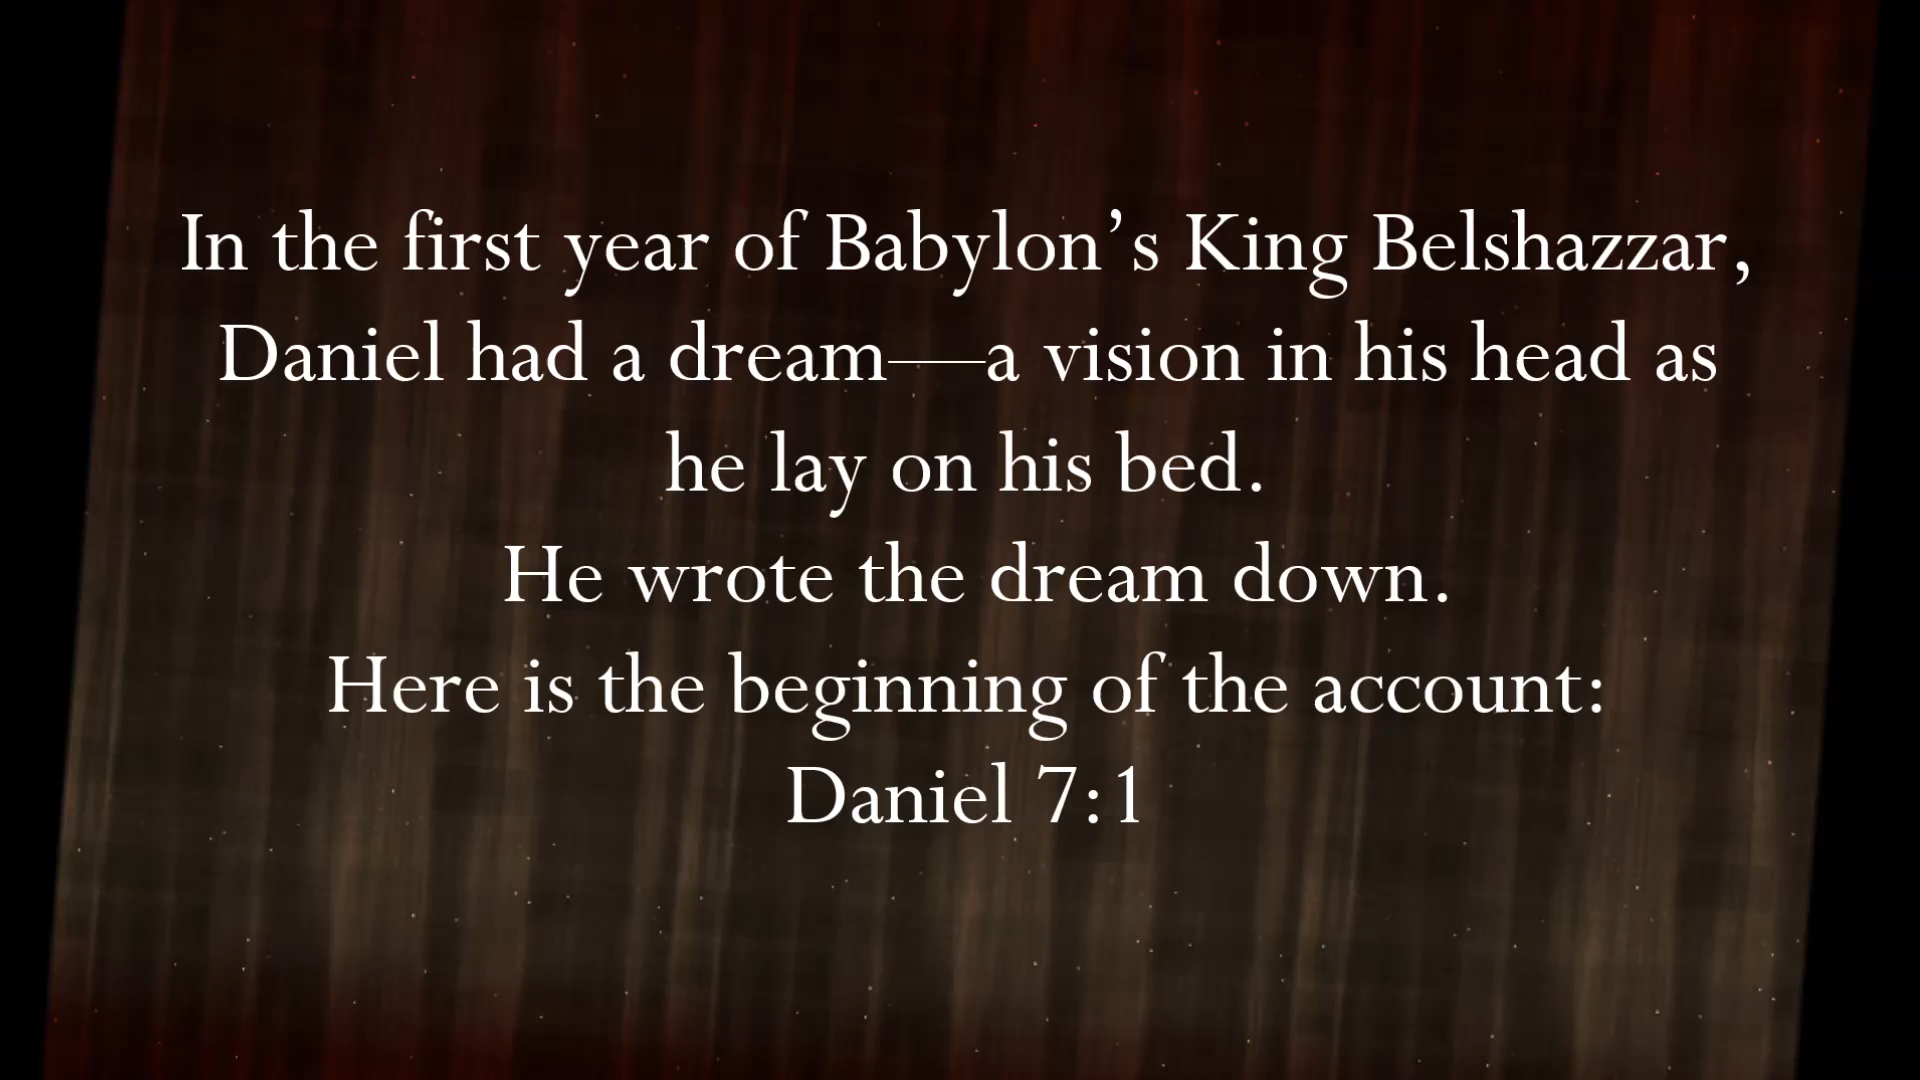 In the first year of Babylon’s King Belshazzar,
Daniel had a dream—a vision in his head as
he lay on his bed.
He wrote the dream down.
Here is the beginning of the account:
Daniel 7:1